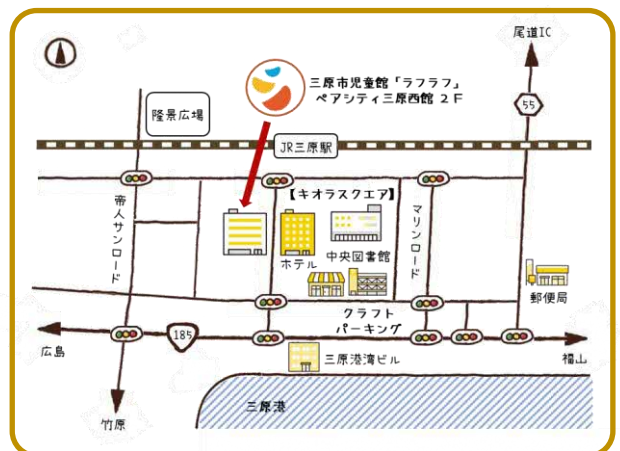 尾道IC
55
三原市児童館「ラフラフ」
ペアシティ三原西館 2F
隆景広場
JR三原駅
【キオラスクエア】
帝人サンロード
マリンロード
ホテル
中央図書館
郵便局
クラフト
パーキング
185
広島
福山
三原港湾ビル
三原港
竹原